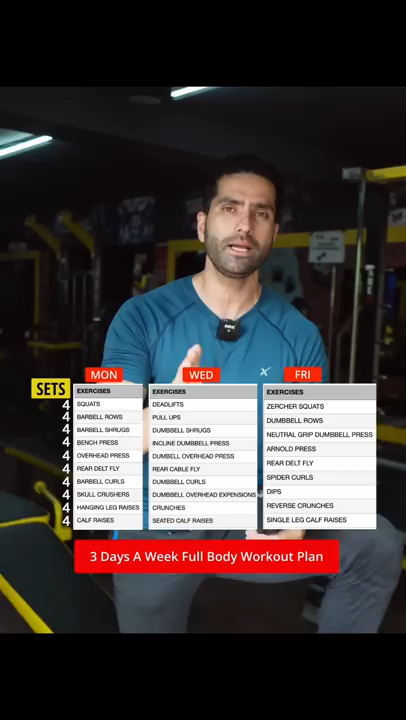 MON
WED
FRI
SETS
EXERCISES
EXERCISES
EXERCISES
4
SQUATS
DEADLIFTS
ZERCHER SQUATS
4
BARBELL ROWS
PULL UPS
DUMBBELL ROWS
4
BARBELL SHRUGS
DUMBBELL SHRUGS
NEUTRAL GRIP DUMBBELL PRESS
4
BENCH PRESS
INCLINE DUMBBELL PRESS
ARNOLD PRESS
4
OVERHEAD PRESS
DUMBELL OVERHEAD PRESS
REAR DELT FLY
4
REAR DELT FLY
REAR CABLE FLY
SPIDER CURLS
4
BARBELL CURLS
DUMBBELL CURLS
DIPS
4
SKULL CRUSHERS
DUMBBELL OVERHEAD EXPENSIONS
REVERSE CRUNCHES
4
HANGING LEG RAISES
CRUNCHES
SINGLE LEG CALF RAISES
4
CALF RAISES
SEATED CALF RAISES
3 Days A Week Full Body Workout Plan